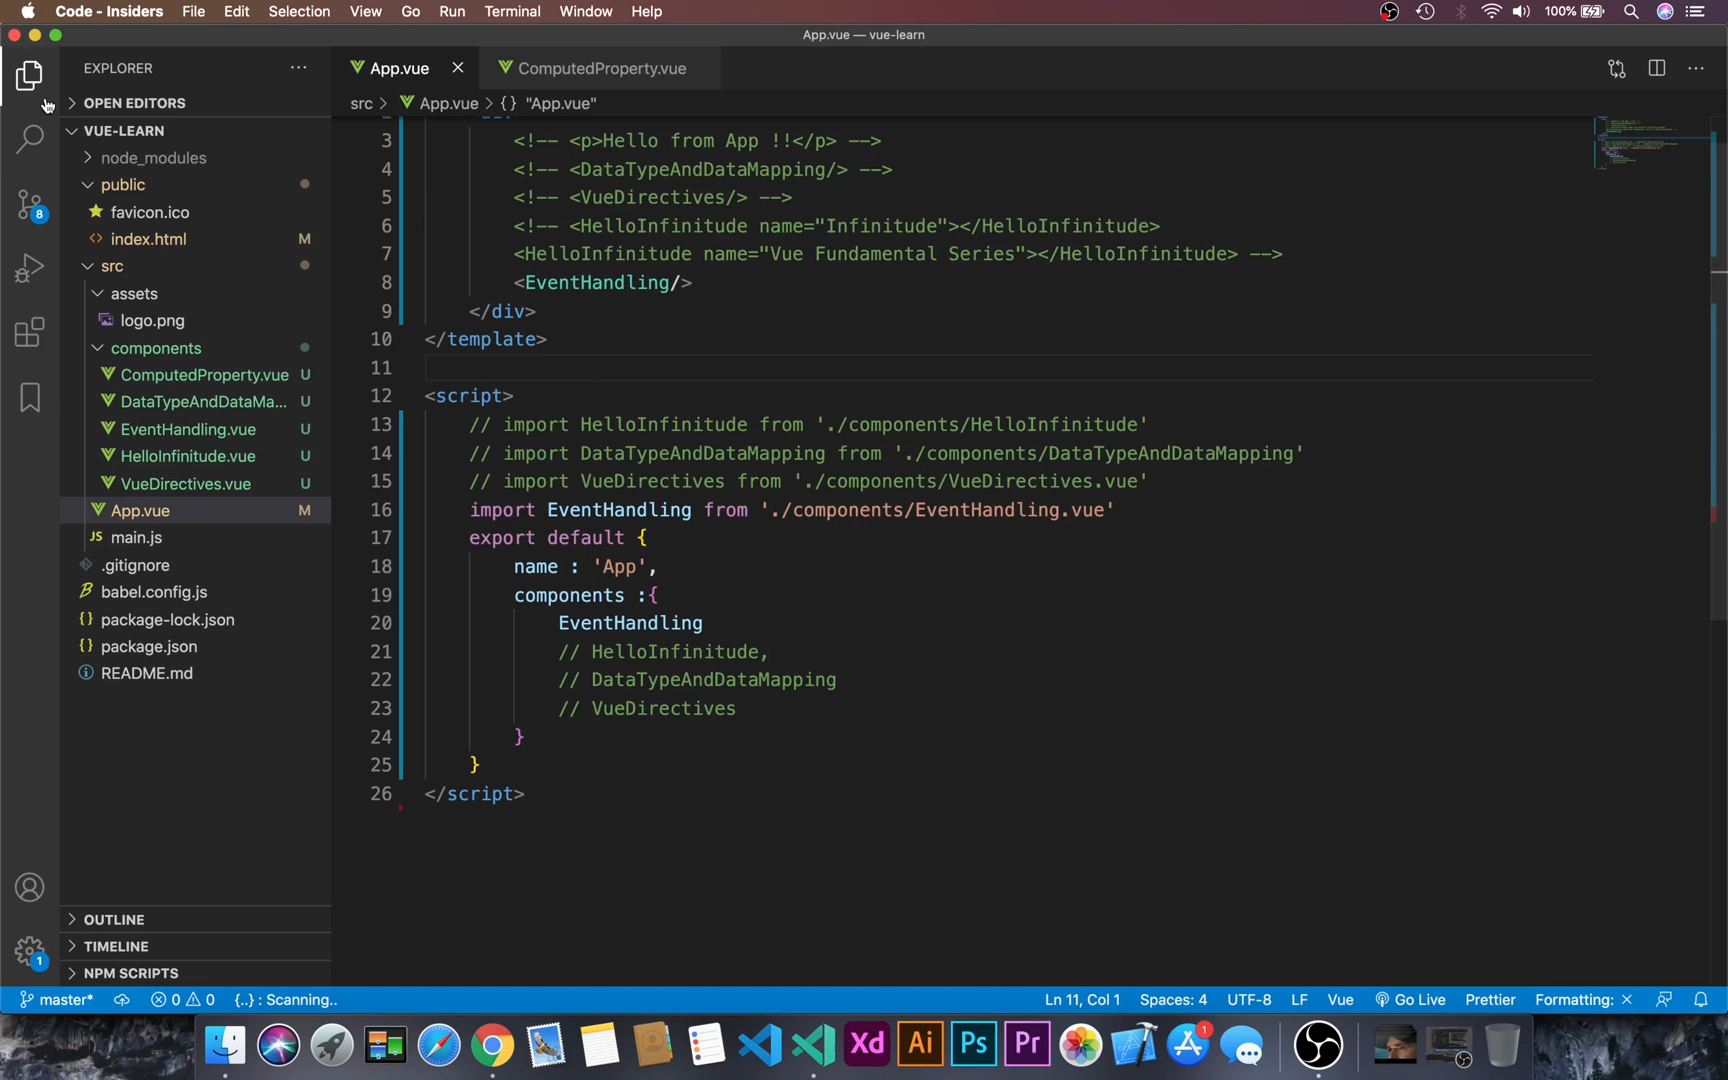 Code - Insiders File Edit Selection View Go Run Terminal Window Help 100%
App.vue — vue-learn
EXPLORER
App.vue
ComputedProperty.vue
OPEN EDITORS
src App.vue {} "App.vue"
VUE-LEARN
node_modules
public
favicon.ico
index.html M
src
assets
logo.png
components
ComputedProperty.vue U
DataTypeAndDataMa... U
EventHandling.vue U
HelloInfinitude.vue U
VueDirectives.vue U
App.vue M
JS main.js
.gitignore
babel.config.js
{} package-lock.json
{} package.json
README.md
OUTLINE
TIMELINE
NPM SCRIPTS
8
1
3 <!-- <p>Hello from App !!</p> -->
4 <!-- <DataTypeAndDataMapping/> -->
5 <!-- <VueDirectives/> -->
6 <!-- <HelloInfinitude name="Infinitude"></HelloInfinitude>
7 <HelloInfinitude name="Vue Fundamental Series"></HelloInfinitude> -->
8 <EventHandling/>
9 </div>
10 </template>
11
12 <script>
13 // import HelloInfinitude from './components/HelloInfinitude'
14 // import DataTypeAndDataMapping from './components/DataTypeAndDataMapping'
15 // import VueDirectives from './components/VueDirectives.vue'
16 import EventHandling from './components/EventHandling.vue'
17 export default {
18 name : 'App',
19 components :{
20 EventHandling
21 // HelloInfinitude,
22 // DataTypeAndDataMapping
23 // VueDirectives
24 }
25 }
26 </script>
master* 0 0 {..} : Scanning.. Ln 11, Col 1 Spaces: 4 UTF-8 LF Vue Go Live Prettier Formatting: ×
Xd Ai Ps Pr 1